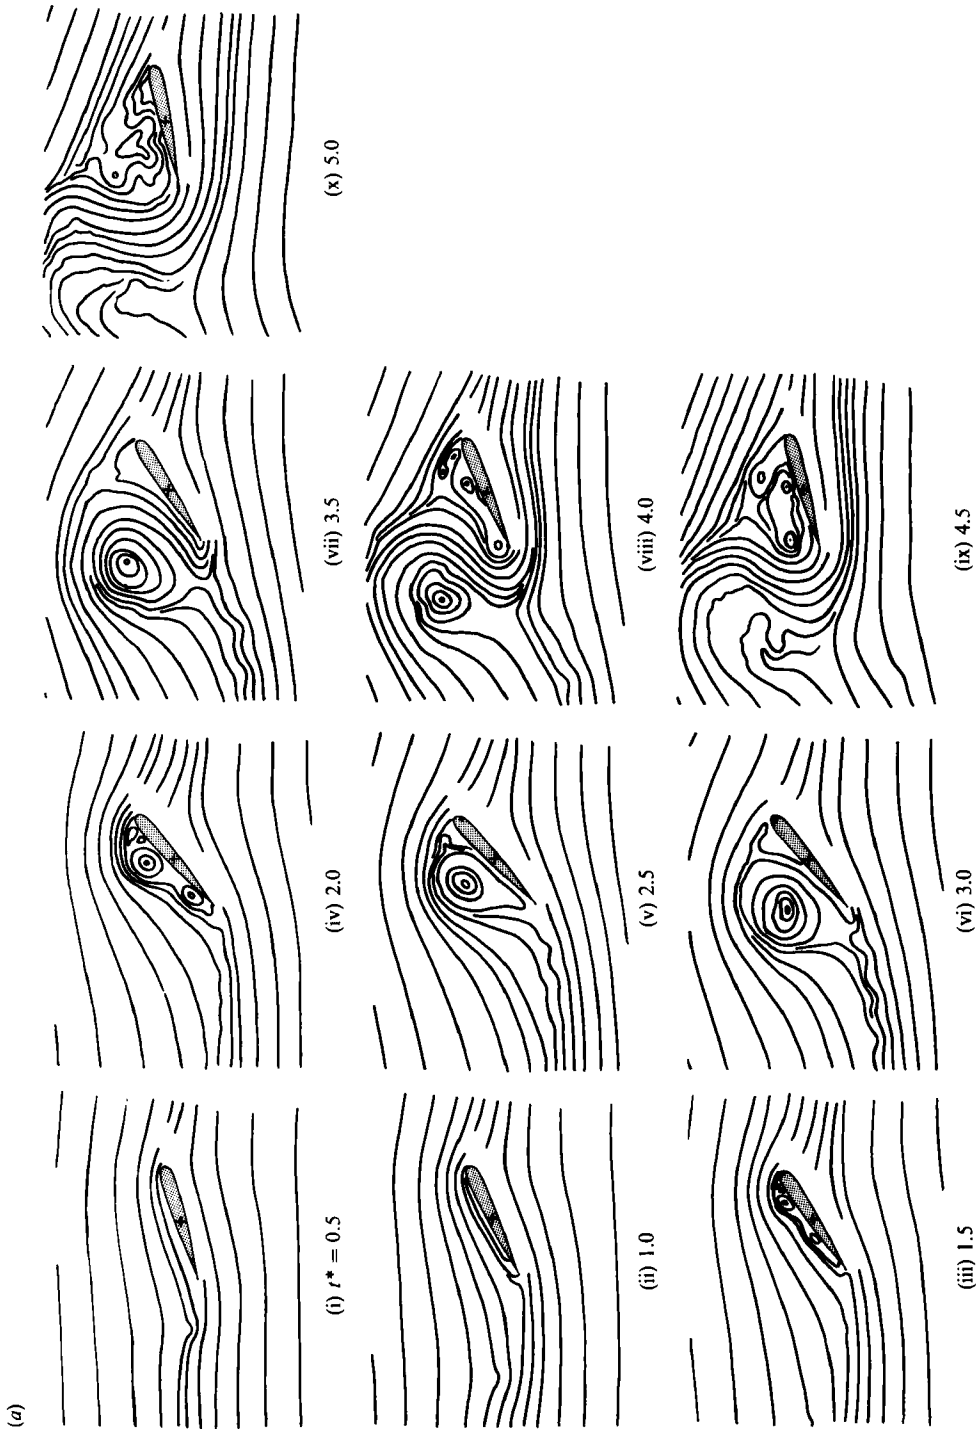 (a)
(i) t* = 0.5
(ii) 1.0
(iii) 1.5
(iv) 2.0
(v) 2.5
(vi) 3.0
(vii) 3.5
(viii) 4.0
(ix) 4.5
(x) 5.0